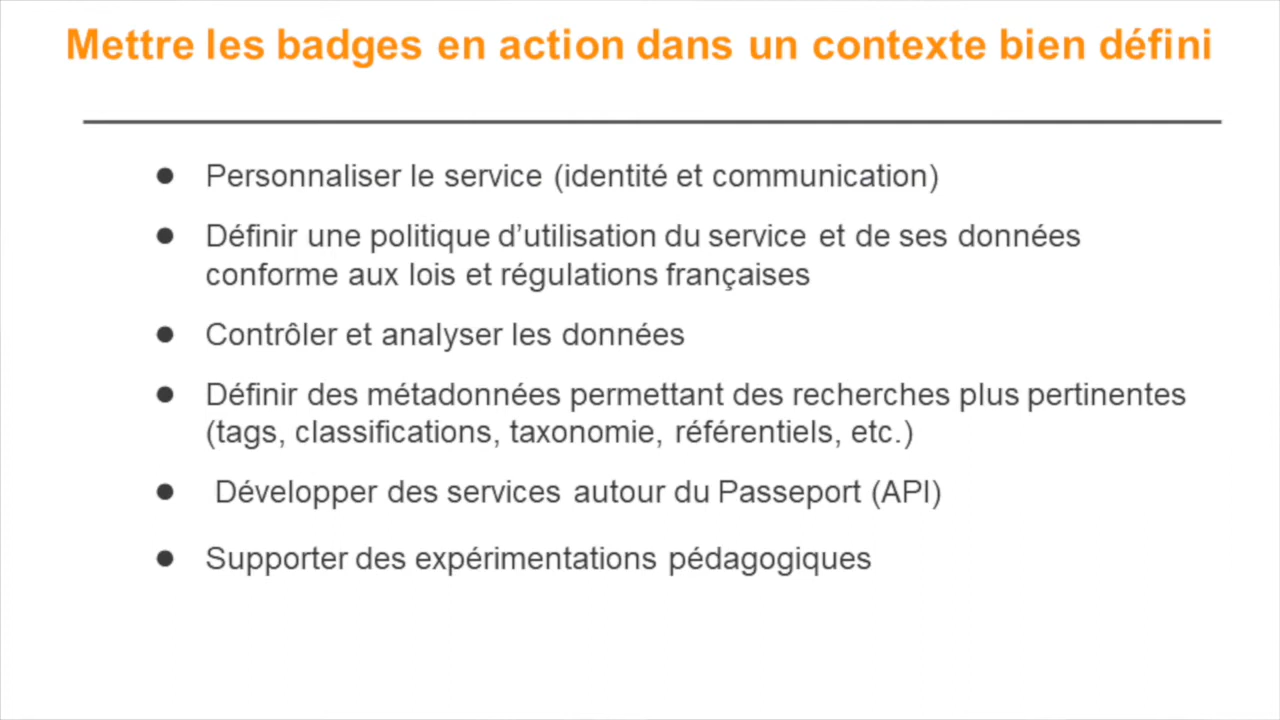 Mettre les badges en action dans un contexte bien défini
● Personnaliser le service (identité et communication)
● Définir une politique d’utilisation du service et de ses données
conforme aux lois et régulations françaises
● Contrôler et analyser les données
● Définir des métadonnées permettant des recherches plus pertinentes
(tags, classifications, taxonomie, référentiels, etc.)
● Développer des services autour du Passeport (API)
● Supporter des expérimentations pédagogiques